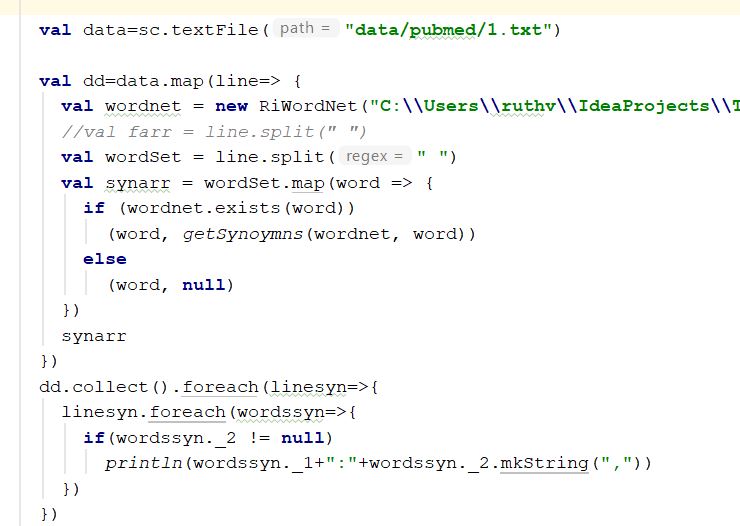 val data=sc.textFile( path = "data/pubmed/1.txt")
val dd=data.map(line=> {
val wordnet = new RiWordNet("C:\\Users\\ruthv\\IdeaProjects\\T
//val farr = line.split(" ")
val wordSet = line.split( regex = " ")
val synarr = wordSet.map(word => {
if (wordnet.exists(word))
(word, getSynoymns(wordnet, word))
else
(word, null)
})
synarr
})
dd.collect().foreach(linesyn=>{
linesyn.foreach(wordssyn=>{
if(wordssyn._2 != null)
println(wordssyn._1+":"+wordssyn._2.mkString(","))
})
})